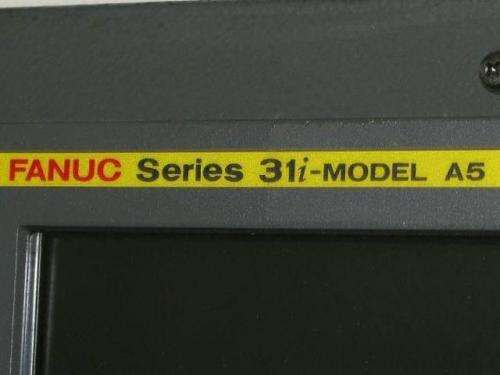 FANUC Series 31i-MODEL A5